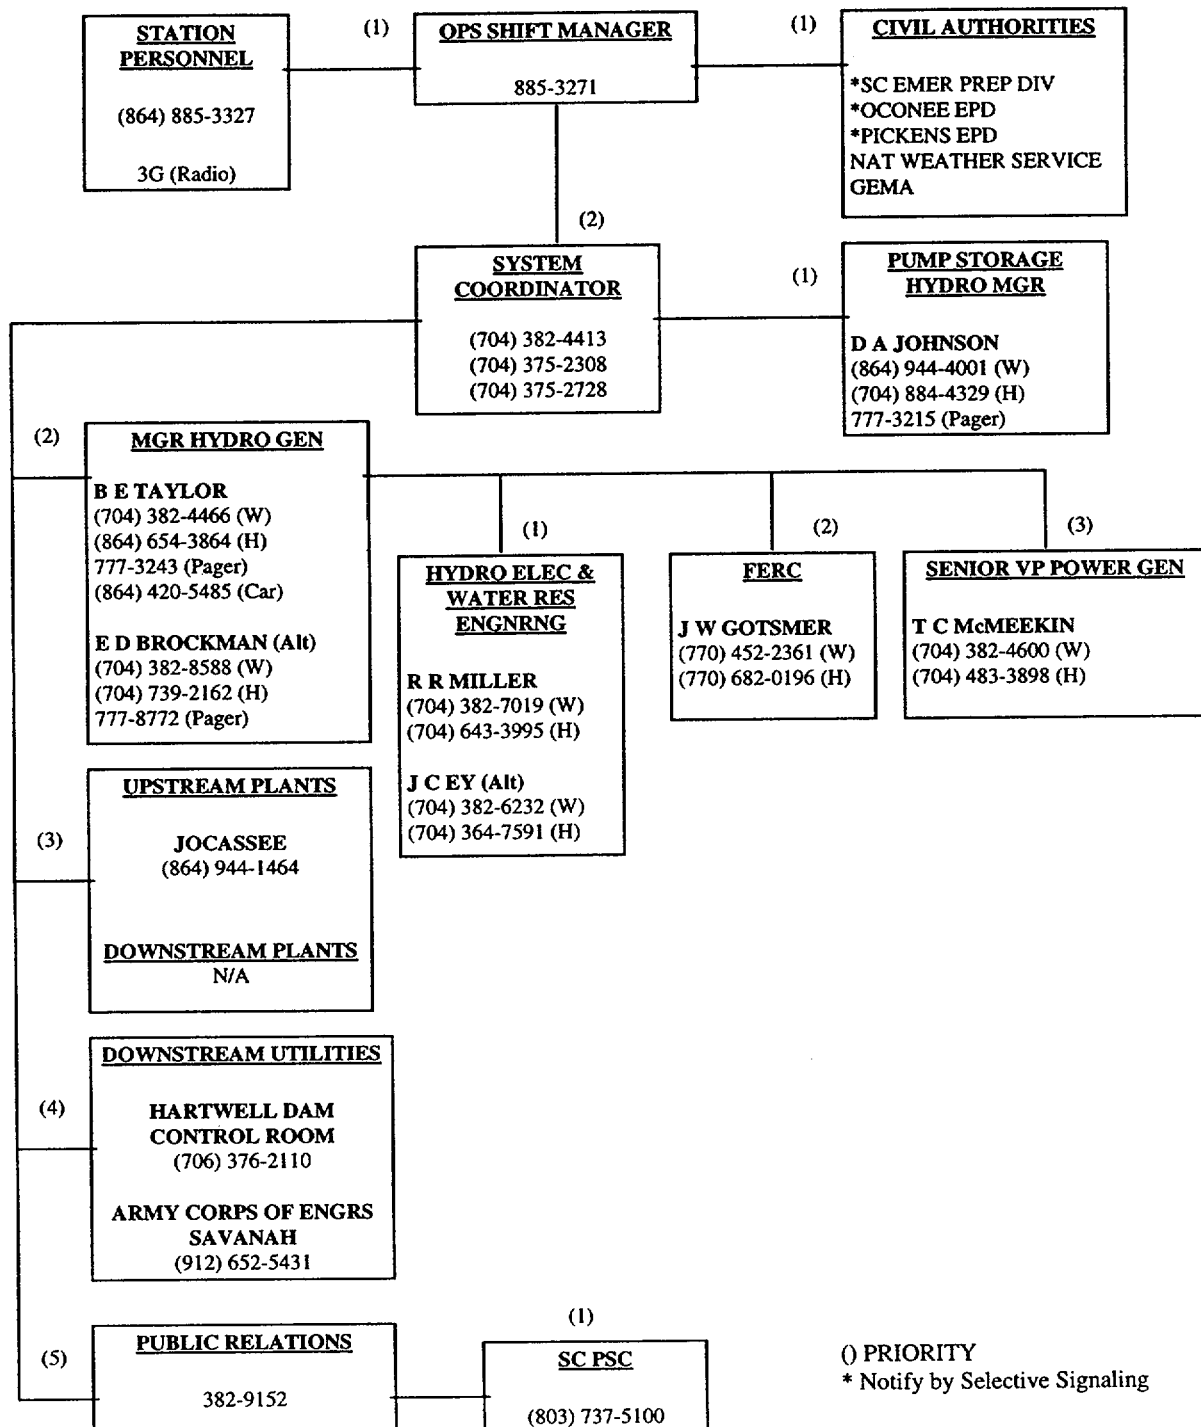 (1)
STATION
PERSONNEL
(864) 885-3327
3G (Radio)
OPS SHIFT MANAGER
885-3271
(1)
CIVIL AUTHORITIES
*SC EMER PREP DIV
*OCONEE EPD
*PICKENS EPD
NAT WEATHER SERVICE
GEMA
(2)
SYSTEM
COORDINATOR
(704) 382-4413
(704) 375-2308
(704) 375-2728
(1)
PUMP STORAGE
HYDRO MGR
D A JOHNSON
(864) 944-4001 (W)
(704) 884-4329 (H)
777-3215 (Pager)
(2)
MGR HYDRO GEN
B E TAYLOR
(704) 382-4466 (W)
(864) 654-3864 (H)
777-3243 (Pager)
(864) 420-5485 (Car)
E D BROCKMAN (Alt)
(704) 382-8588 (W)
(704) 739-2162 (H)
777-8772 (Pager)
(1)
HYDRO ELEC &
WATER RES
ENGNRNG
R R MILLER
(704) 382-7019 (W)
(704) 643-3995 (H)
J C EY (Alt)
(704) 382-6232 (W)
(704) 364-7591 (H)
(2)
FERC
J W GOTSMER
(770) 452-2361 (W)
(770) 682-0196 (H)
(3)
SENIOR VP POWER GEN
T C McMEEKIN
(704) 382-4600 (W)
(704) 483-3898 (H)
(3)
UPSTREAM PLANTS
JOCASSEE
(864) 944-1464
DOWNSTREAM PLANTS
N/A
(4)
DOWNSTREAM UTILITIES
HARTWELL DAM
CONTROL ROOM
(706) 376-2110
ARMY CORPS OF ENGRS
SAVANAH
(912) 652-5431
(5)
PUBLIC RELATIONS
382-9152
(1)
SC PSC
(803) 737-5100
() PRIORITY
* Notify by Selective Signaling